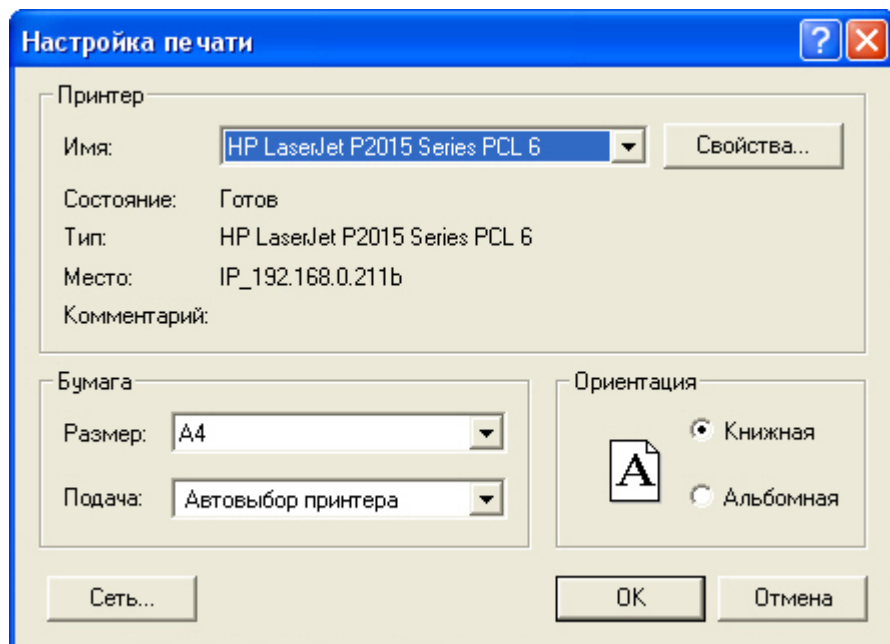 Настройка печати
Принтер
Имя: HP LaserJet P2015 Series PCL 6 Свойства...
Состояние: Готов
Тип: HP LaserJet P2015 Series PCL 6
Место: IP_192.168.0.211b
Комментарий:
Бумага
Размер: A4
Подача: Автовыбор принтера
Ориентация
A
Книжная
Альбомная
Сеть... OK Отмена